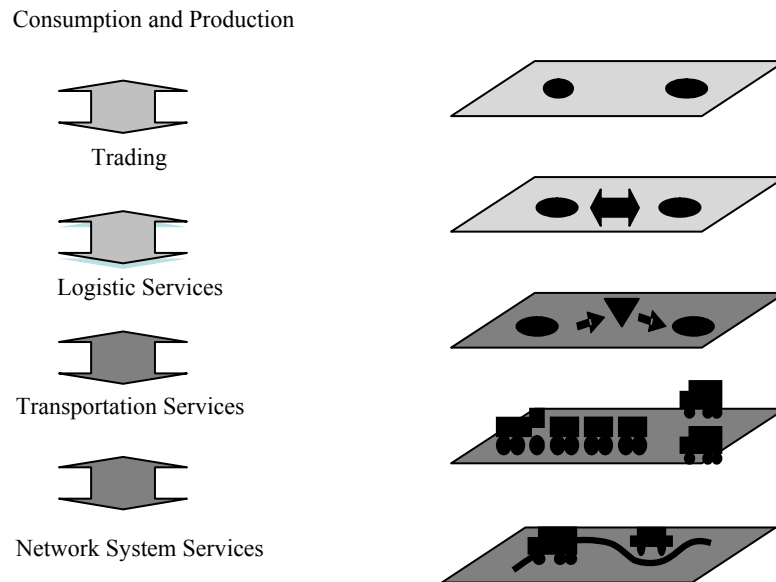 Consumption and Production
Trading
Logistic Services
Transportation Services
Network System Services